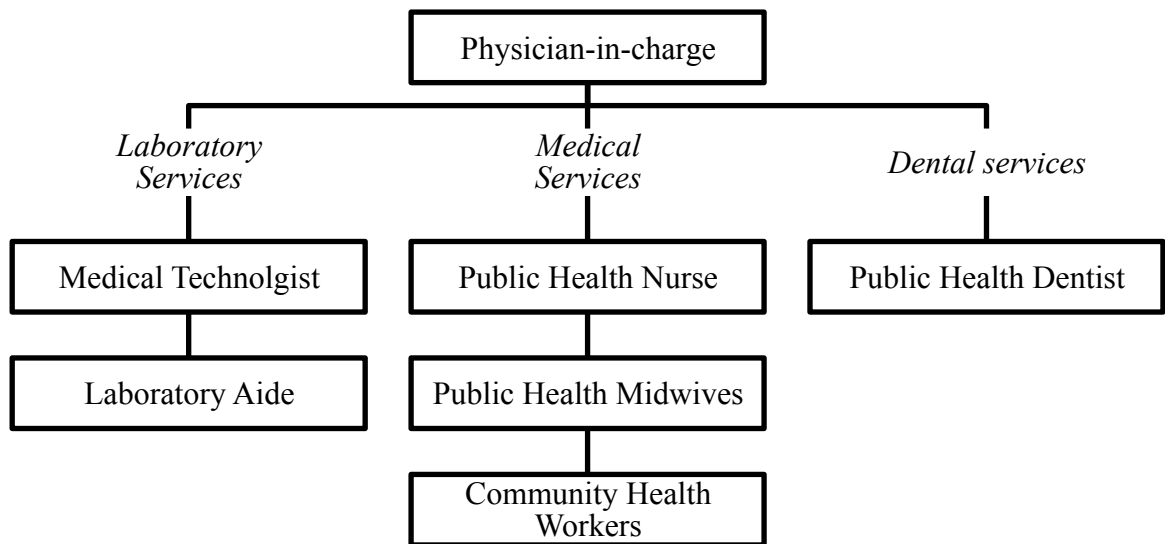 Physician-in-charge
Laboratory
Services
Medical
Services
Dental services
Medical Technolgist
Public Health Nurse
Public Health Dentist
Laboratory Aide
Public Health Midwives
Community Health
Workers